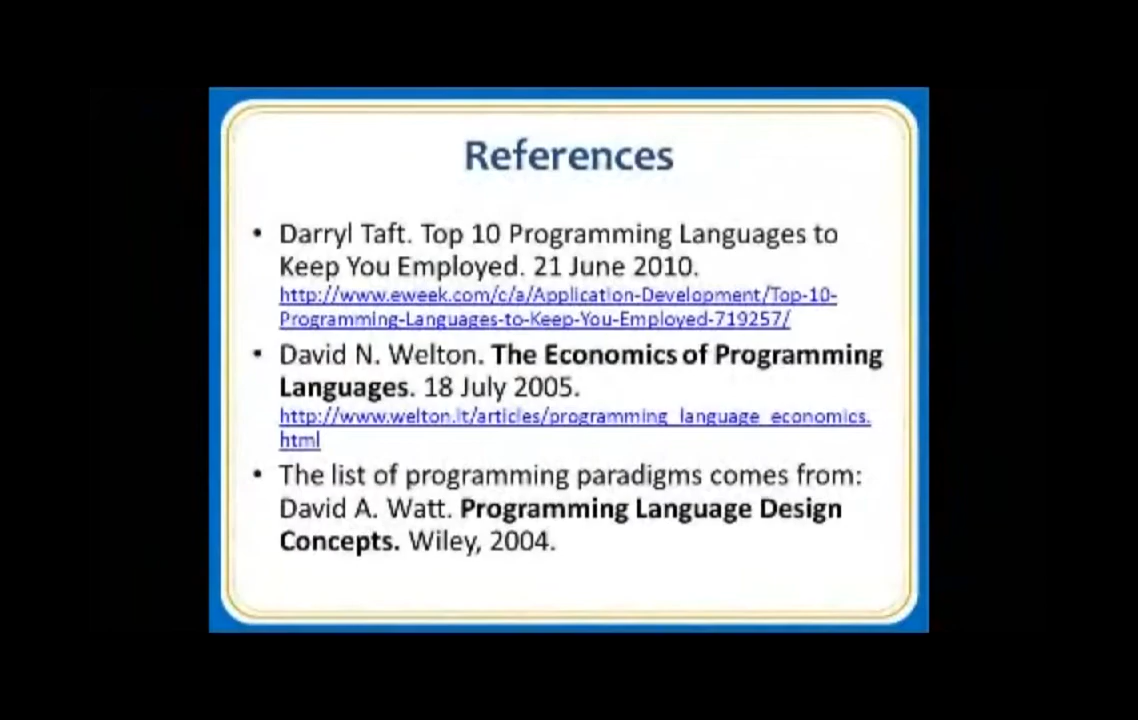 References
• Darryl Taft. Top 10 Programming Languages to
Keep You Employed. 21 June 2010.
http://www.eweek.com/c/a/Application-Development/Top-10-
Programming-Languages-to-Keep-You-Employed-719257/
• David N. Welton. The Economics of Programming
Languages. 18 July 2005.
http://www.welton.it/articles/programming_language_economics.
html
• The list of programming paradigms comes from:
David A. Watt. Programming Language Design
Concepts. Wiley, 2004.